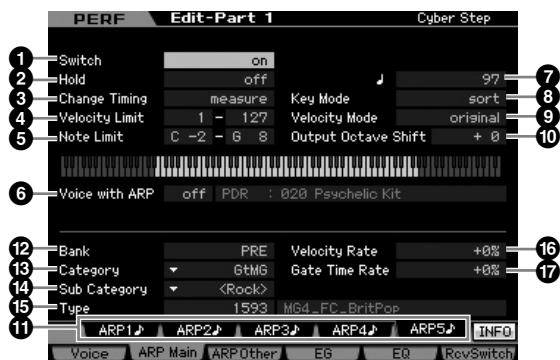 PERF Edit-Part 1 Cyber Step
1 Switch on
2 Hold off ♩ 97 7
3 Change Timing measure Key Mode sort 8
4 Velocity Limit 1 - 127 Velocity Mode original 9
5 Note Limit C -2 - G 8 Output Octave Shift + 0 10
6 Voice with ARP off PDR : 020 Psychelic Kit
12 Bank PRE Velocity Rate +0% 16
13 Category GtMG Gate Time Rate +0% 17
14 Sub Category <Rock>
15 Type 1593 MG4_FC_BritPop
11 ARP1♪ ARP2♪ ARP3♪ ARP4♪ ARP5♪ INFO
Voice ARP Main ARP Other EG EQ RcvSwitch